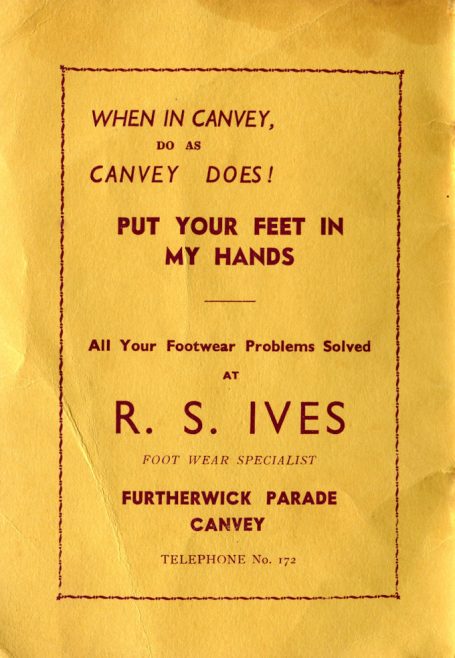 WHEN IN CANVEY,
DO AS
CANVEY DOES!
PUT YOUR FEET IN
MY HANDS
All Your Footwear Problems Solved
AT
R. S. IVES
FOOT WEAR SPECIALIST
FURTHERWICK PARADE
CANVEY
TELEPHONE No. 172